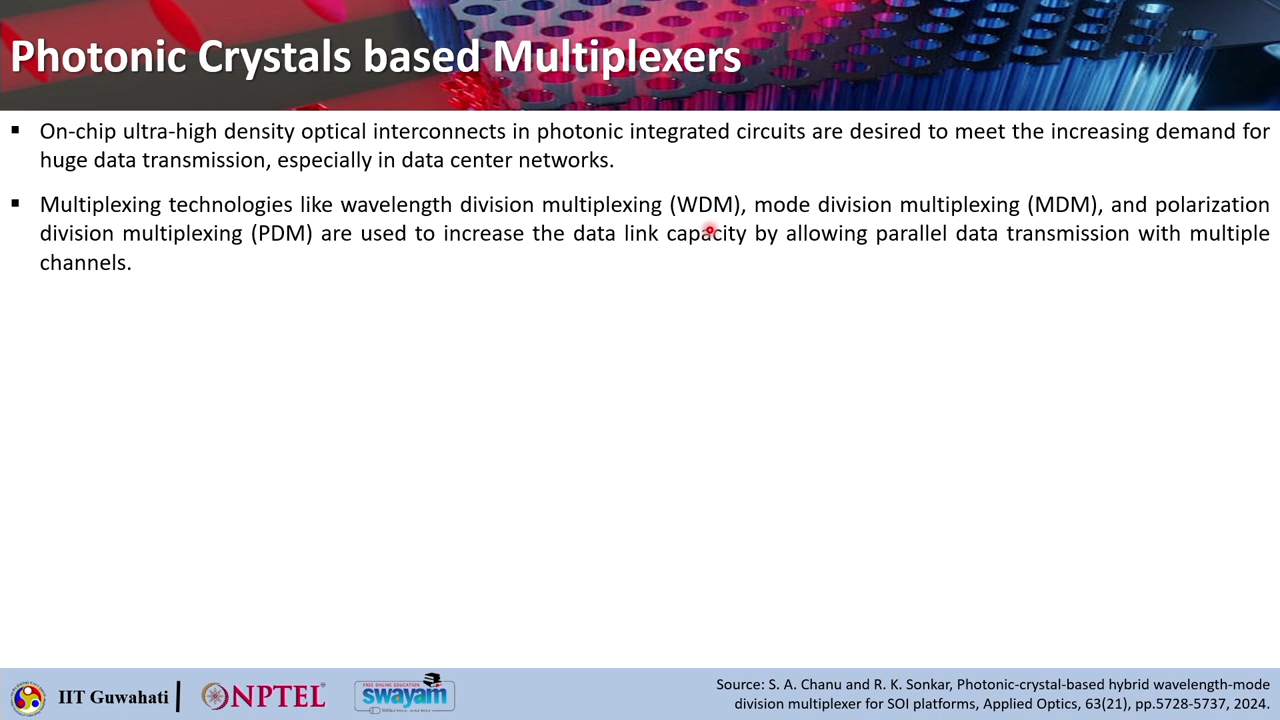 Photonic Crystals based Multiplexers
▪ On-chip ultra-high density optical interconnects in photonic integrated circuits are desired to meet the increasing demand for
huge data transmission, especially in data center networks.
▪ Multiplexing technologies like wavelength division multiplexing (WDM), mode division multiplexing (MDM), and polarization
division multiplexing (PDM) are used to increase the data link capacity by allowing parallel data transmission with multiple
channels.
IIT Guwahati
NPTEL
FREE ONLINE EDUCATION
swayam
Source: S. A. Channa and R. K. Sonkar, Photonic-crystal-based hybrid wavelength-mode
division multiplexer for SOI platforms, Applied Optics, 63(21), pp.5728-5737, 2024.